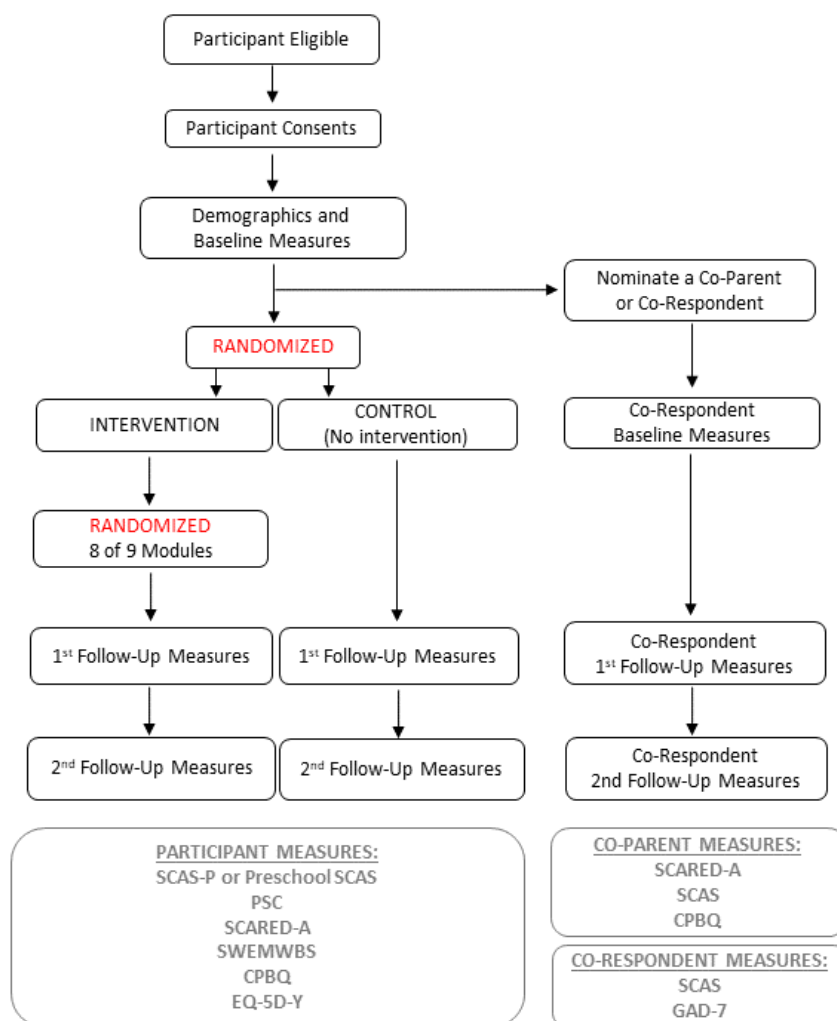 Participant Eligible
Participant Consents
Demographics and
Baseline Measures
Nominate a Co-Parent
or Co-Respondent
RANDOMIZED
INTERVENTION
CONTROL
(No intervention)
Co-Respondent
Baseline Measures
RANDOMIZED
8 of 9 Modules
1st Follow-Up Measures
1st Follow-Up Measures
Co-Respondent
1st Follow-Up Measures
2nd Follow-Up Measures
2nd Follow-Up Measures
Co-Respondent
2nd Follow-Up Measures
PARTICIPANT MEASURES:
SCAS-P or Preschool SCAS
PSC
SCARED-A
SWEMWBS
CPBQ
EQ-5D-Y
CO-PARENT MEASURES:
SCARED-A
SCAS
CPBQ
CO-RESPONDENT MEASURES:
SCAS
GAD-7